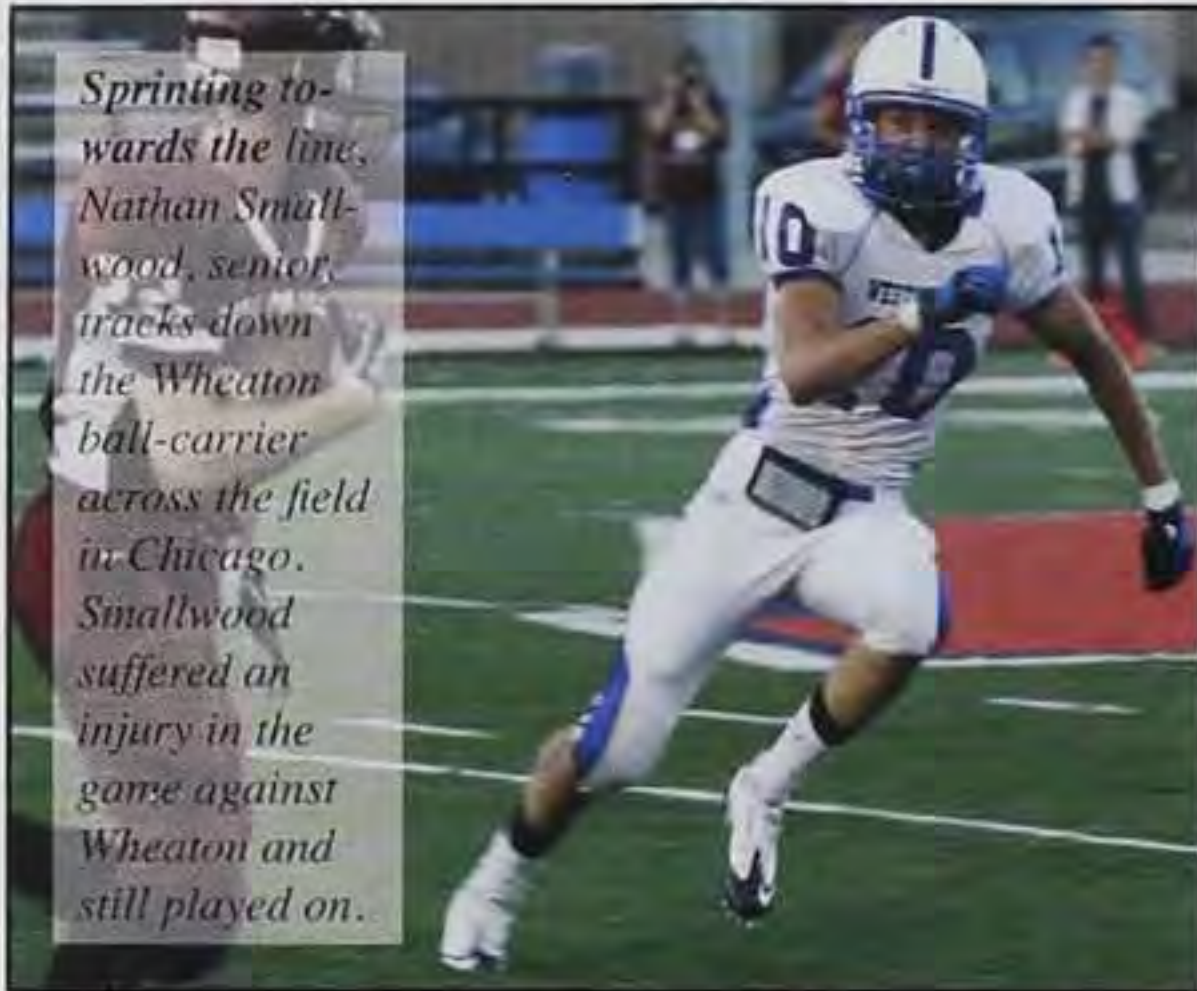 Sprinting to-
wards the line,
Nathan Small-
wood, senior,
tracks down
the Wheaton
ball-carrier
across the field
in Chicago.
Smallwood
suffered an
injury in the
game against
Wheaton and
still played on.
10